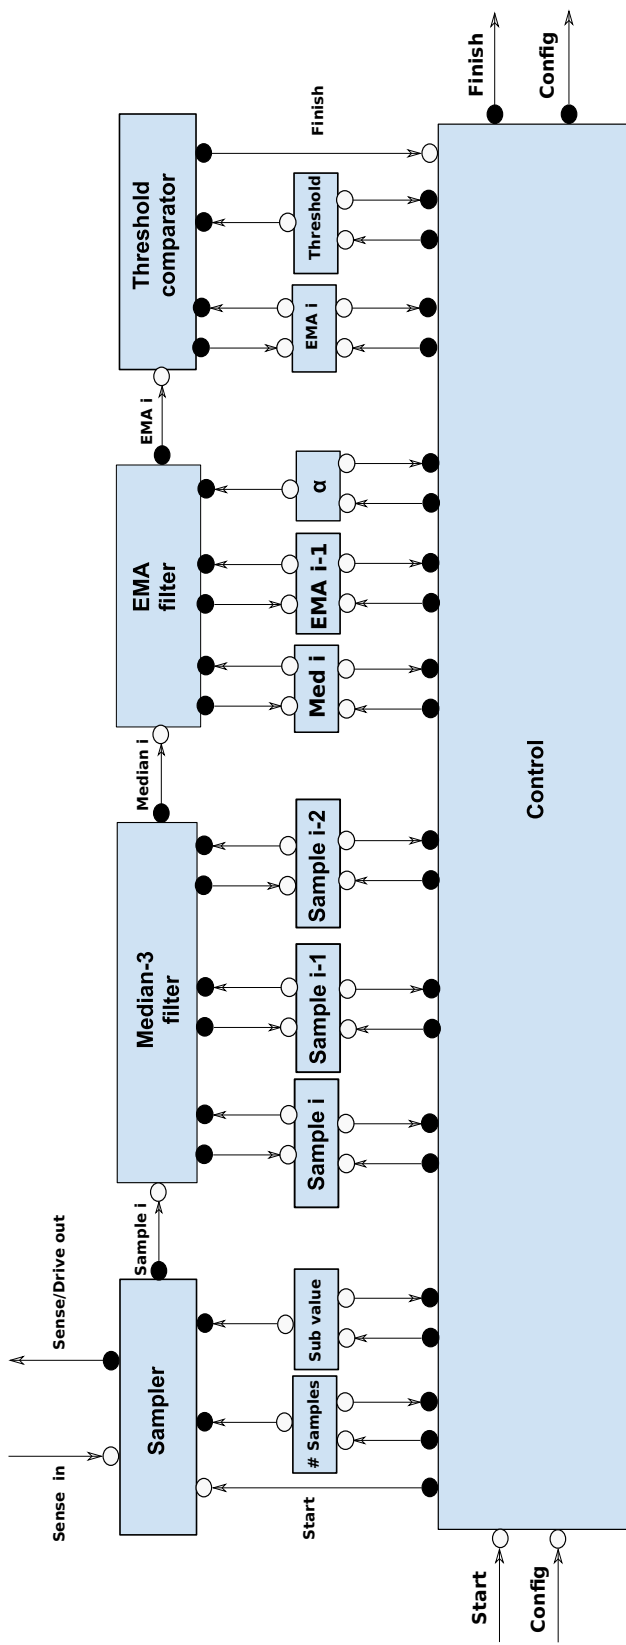 Sense in
Sense/Drive out
Sampler
Sample i
Median-3
filter
Median i
EMA
filter
EMA i
Threshold
comparator
Start
# Samples
Sub value
Sample i
Sample i-1
Sample i-2
Med i
EMA i-1
α
EMA i
Threshold
Finish
Start
Config
Control
Finish
Config